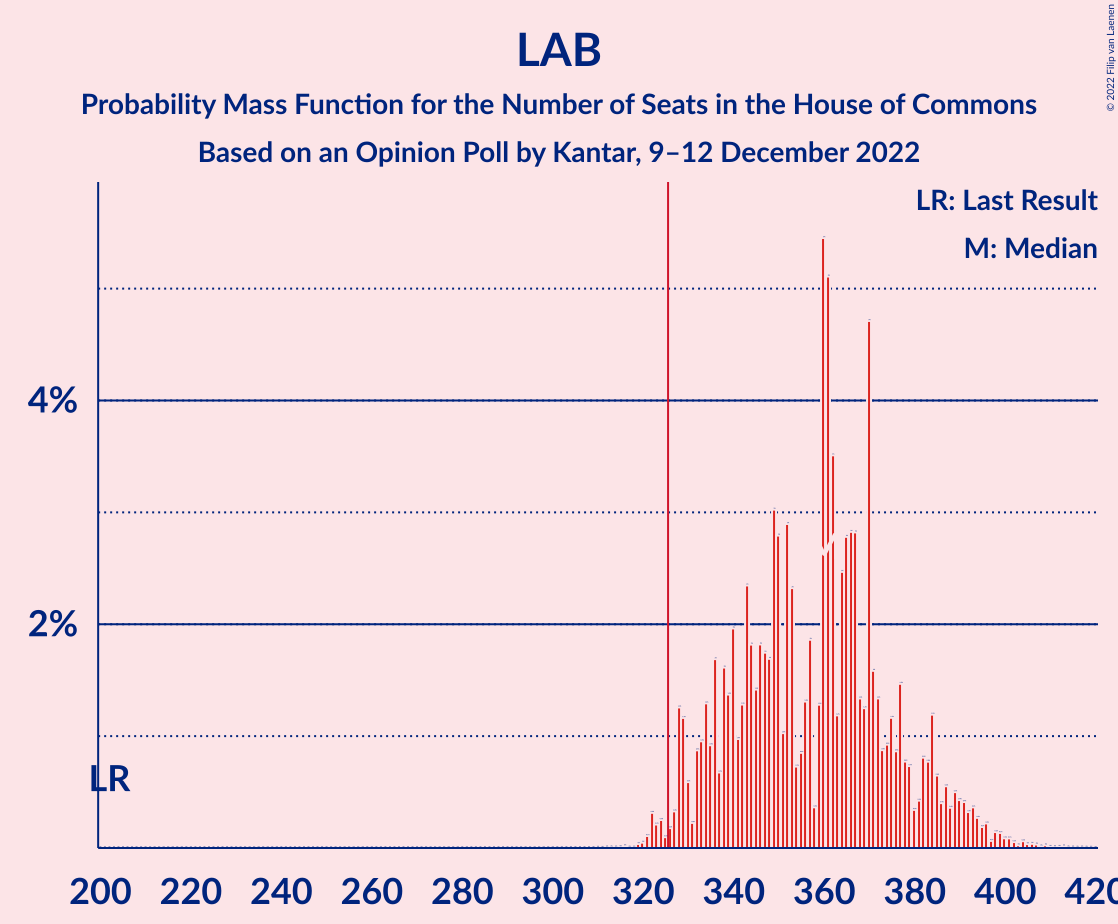 LAB
Probability Mass Function for the Number of Seats in the House of Commons
Based on an Opinion Poll by Kantar, 9–12 December 2022
© 2022 Filip van Laenen
LR: Last Result
M: Median
4%
2%
LR
200 220 240 260 280 300 320 340 360 380 400 420